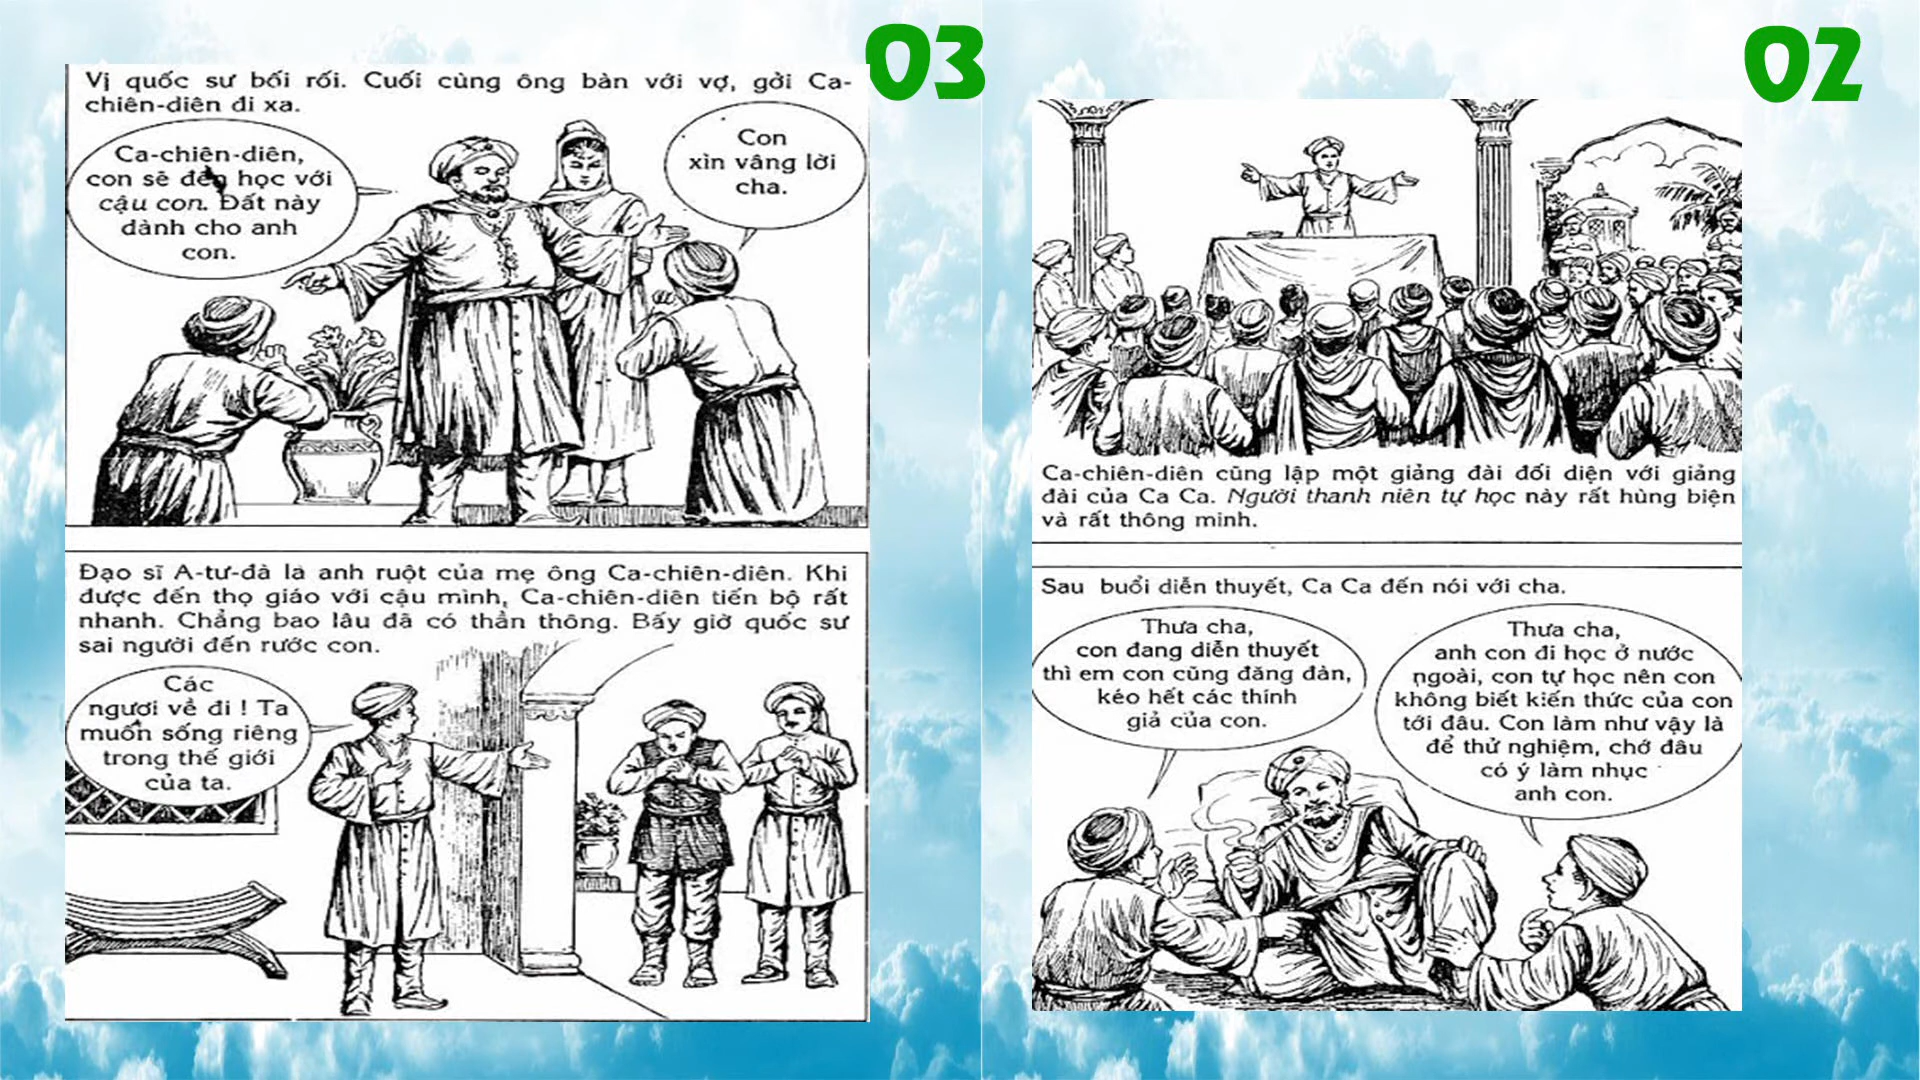 03
Vị quốc sư bối rối. Cuối cùng ông bàn với vợ, gởi Ca-
chiên-diên đi xa.
Ca-chiên-diên,
con sẽ đến học với
cậu con. Đất này
dành cho anh
con.
Con
xìn vâng lời
cha.
Đạo sĩ A-tư-đà là anh ruột của mẹ ông Ca-chiên-diên. Khi
được đến thọ giáo với cậu mình, Ca-chiên-diên tiến bộ rất
nhanh. Chẳng bao lâu đã có thần thông. Bấy giờ quốc sư
sai người đến rước con.
Các
ngươi về đi ! Ta
muốn sống riêng
trong thế giới
của ta.
02
Ca-chiên-diên cũng lập một giảng đài đối diện với giảng
đài của Ca Ca. Người thanh niên tự học này rất hùng biện
và rất thông minh.
Sau buổi diễn thuyết, Ca Ca đến nói với cha.
Thưa cha,
con đang diễn thuyết
thì em con cũng đăng đàn,
kéo hết các thính
giả của con.
Thưa cha,
anh con đi học ở nước
ngoài, con tự học nên con
không biết kiến thức của con
tới đâu. Con làm như vậy là
để thử nghiệm, chớ đâu
có ý làm nhục
anh con.